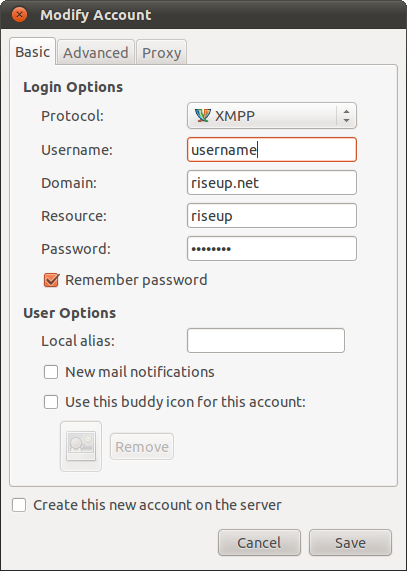 Modify Account
Basic Advanced Proxy
Login Options
Protocol: XMPP
Username: username
Domain: riseup.net
Resource: riseup
Password: ••••••••
Remember password
User Options
Local alias:
New mail notifications
Use this buddy icon for this account:
Remove
Create this new account on the server
Cancel Save